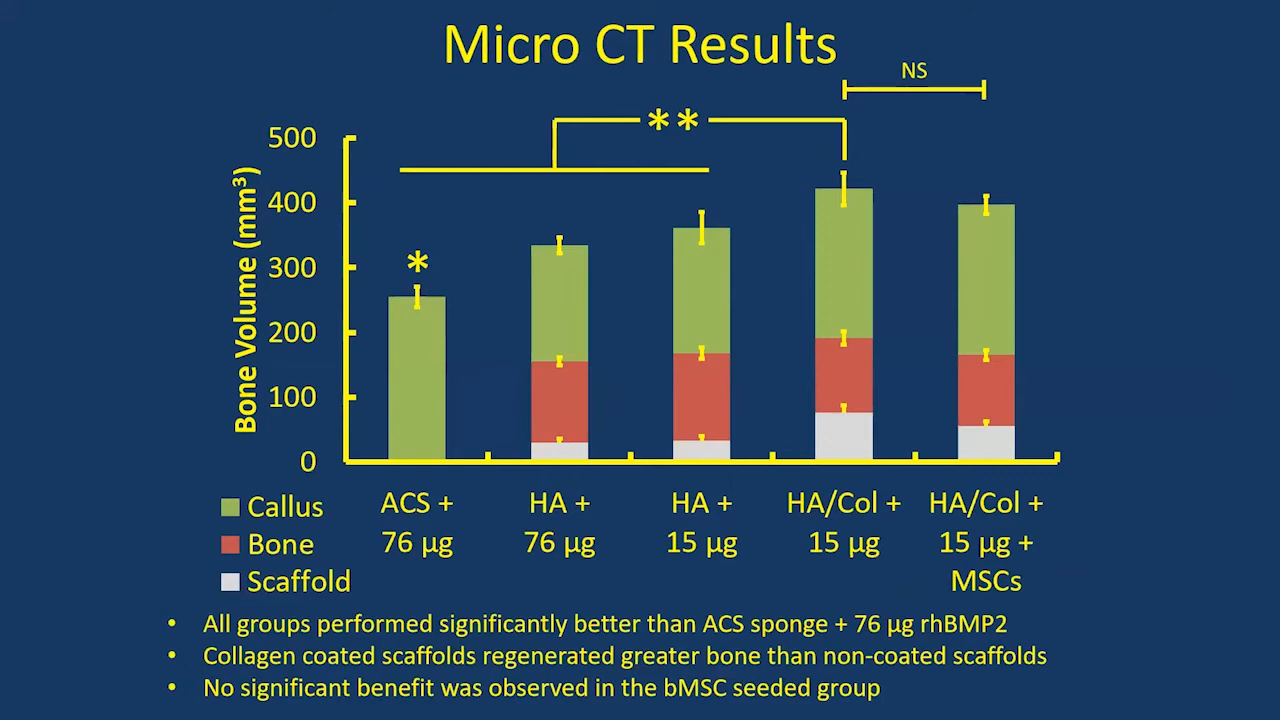 Micro CT Results
NS
**
*
500
400
300
200
100
0
Bone Volume (mm³)
Callus
Bone
Scaffold
ACS +
76 µg
HA +
76 µg
HA +
15 µg
HA/Col +
15 µg
HA/Col +
15 µg +
MSCs
• All groups performed significantly better than ACS sponge + 76 µg rhBMP2
• Collagen coated scaffolds regenerated greater bone than non-coated scaffolds
• No significant benefit was observed in the bMSC seeded group